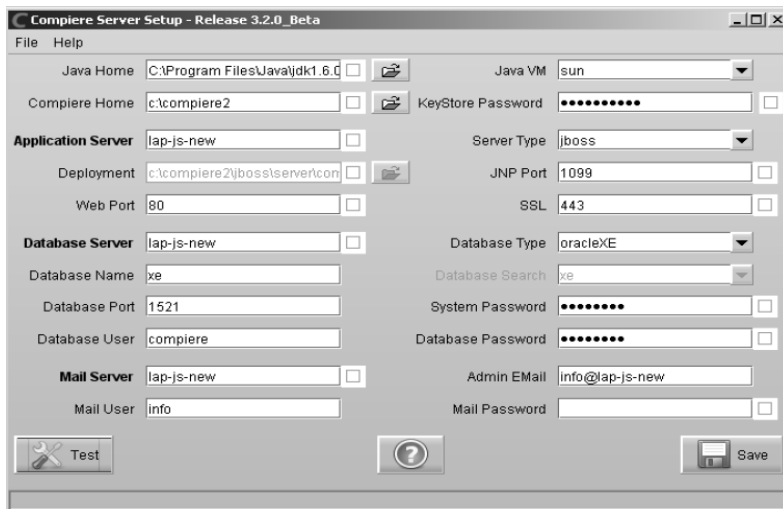 Compiere Server Setup - Release 3.2.0_Beta
File Help
Java Home C:\Program Files\Java\jdk1.6.0 Java VM sun
Compiere Home c:\compiere2 KeyStore Password ••••••••••
Application Server lap-js-new Server Type jboss
Deployment c:\compiere2\jboss\server\com JNP Port 1099
Web Port 80 SSL 443
Database Server lap-js-new Database Type oracleXE
Database Name xe Database Search xe
Database Port 1521 System Password ••••••••
Database User compiere Database Password ••••••••
Mail Server lap-js-new Admin EMail info@lap-js-new
Mail User info Mail Password
Test ? Save